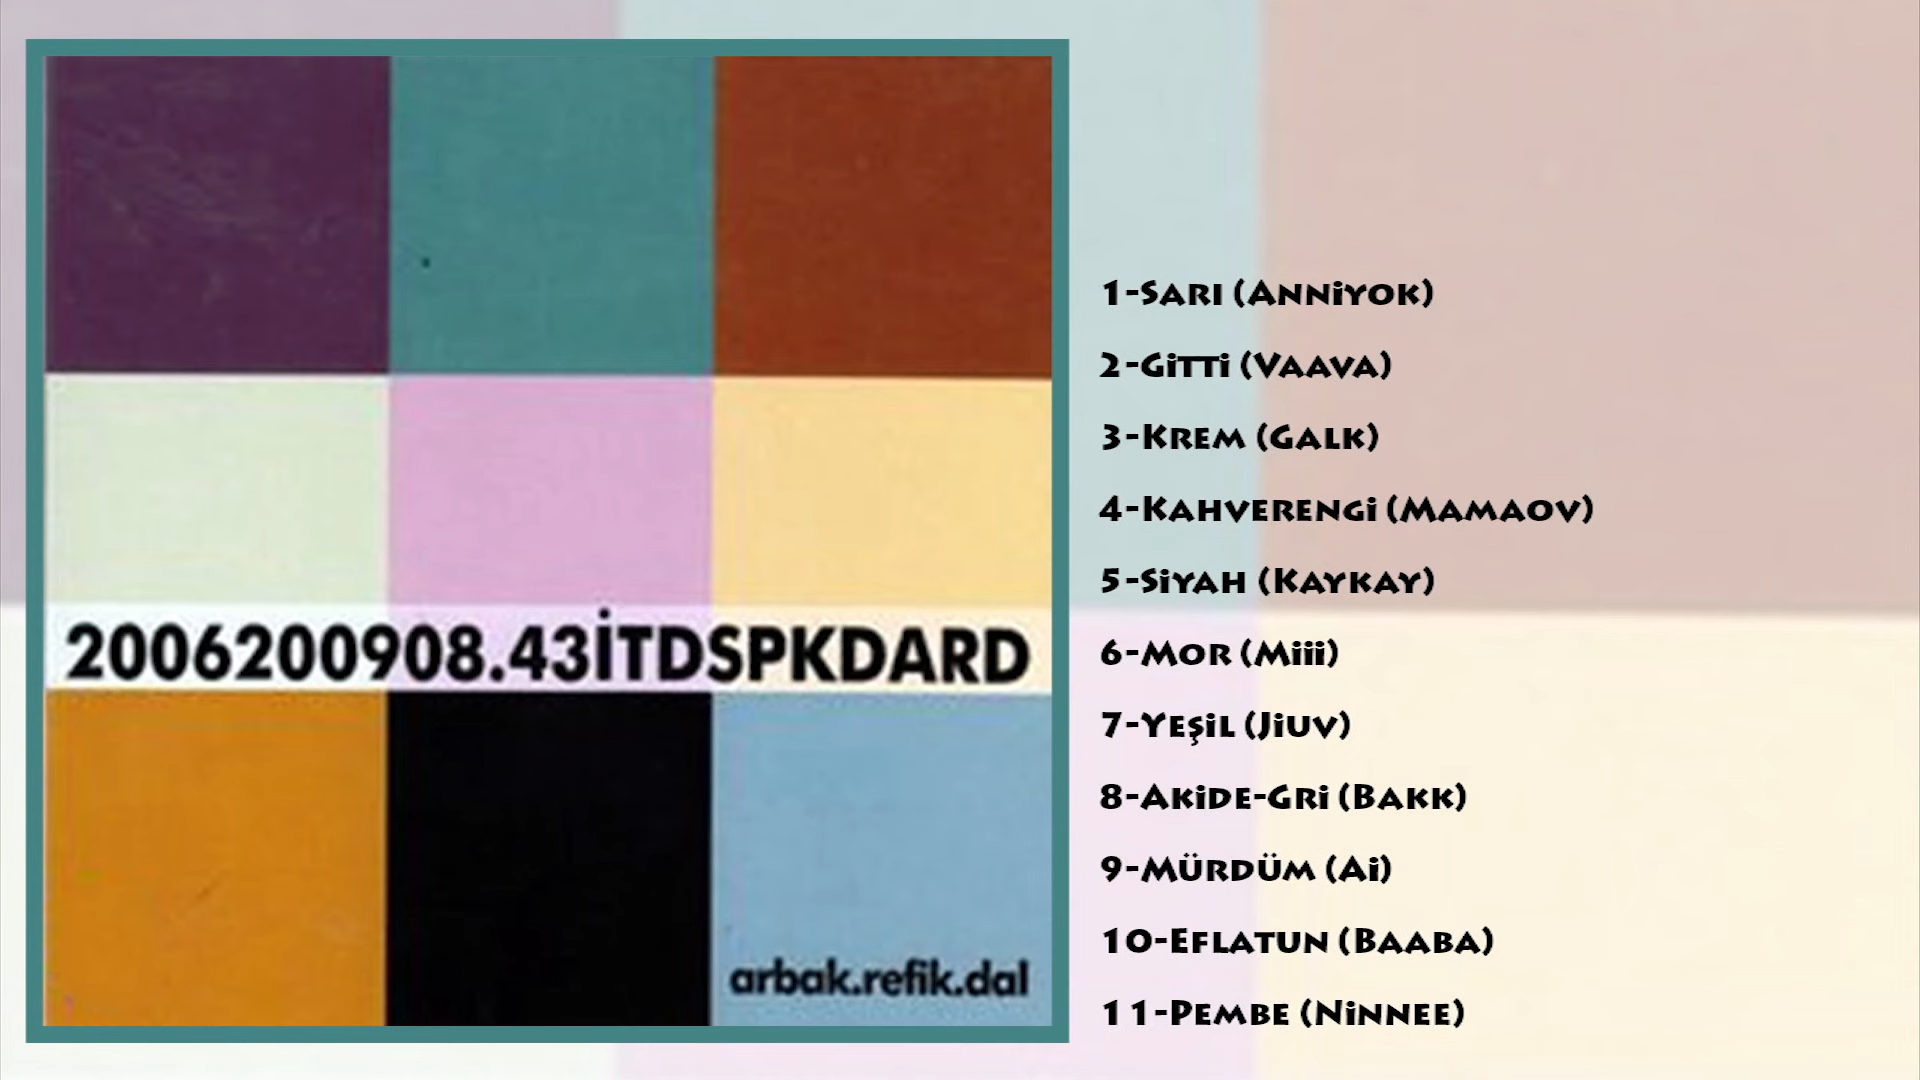 2006200908.43İTDSPKDARD
arbak.refik.dal
1-Sarı (Anniyok)
2-Gitti (Vaava)
3-Krem (Galk)
4-Kahverengi (Mamaov)
5-Siyah (Kaykay)
6-Mor (Miii)
7-Yeşil (Jiuv)
8-Akide-Gri (Bakk)
9-Mürdüm (Ai)
10-Eflatun (Baaba)
11-Pembe (Ninnee)